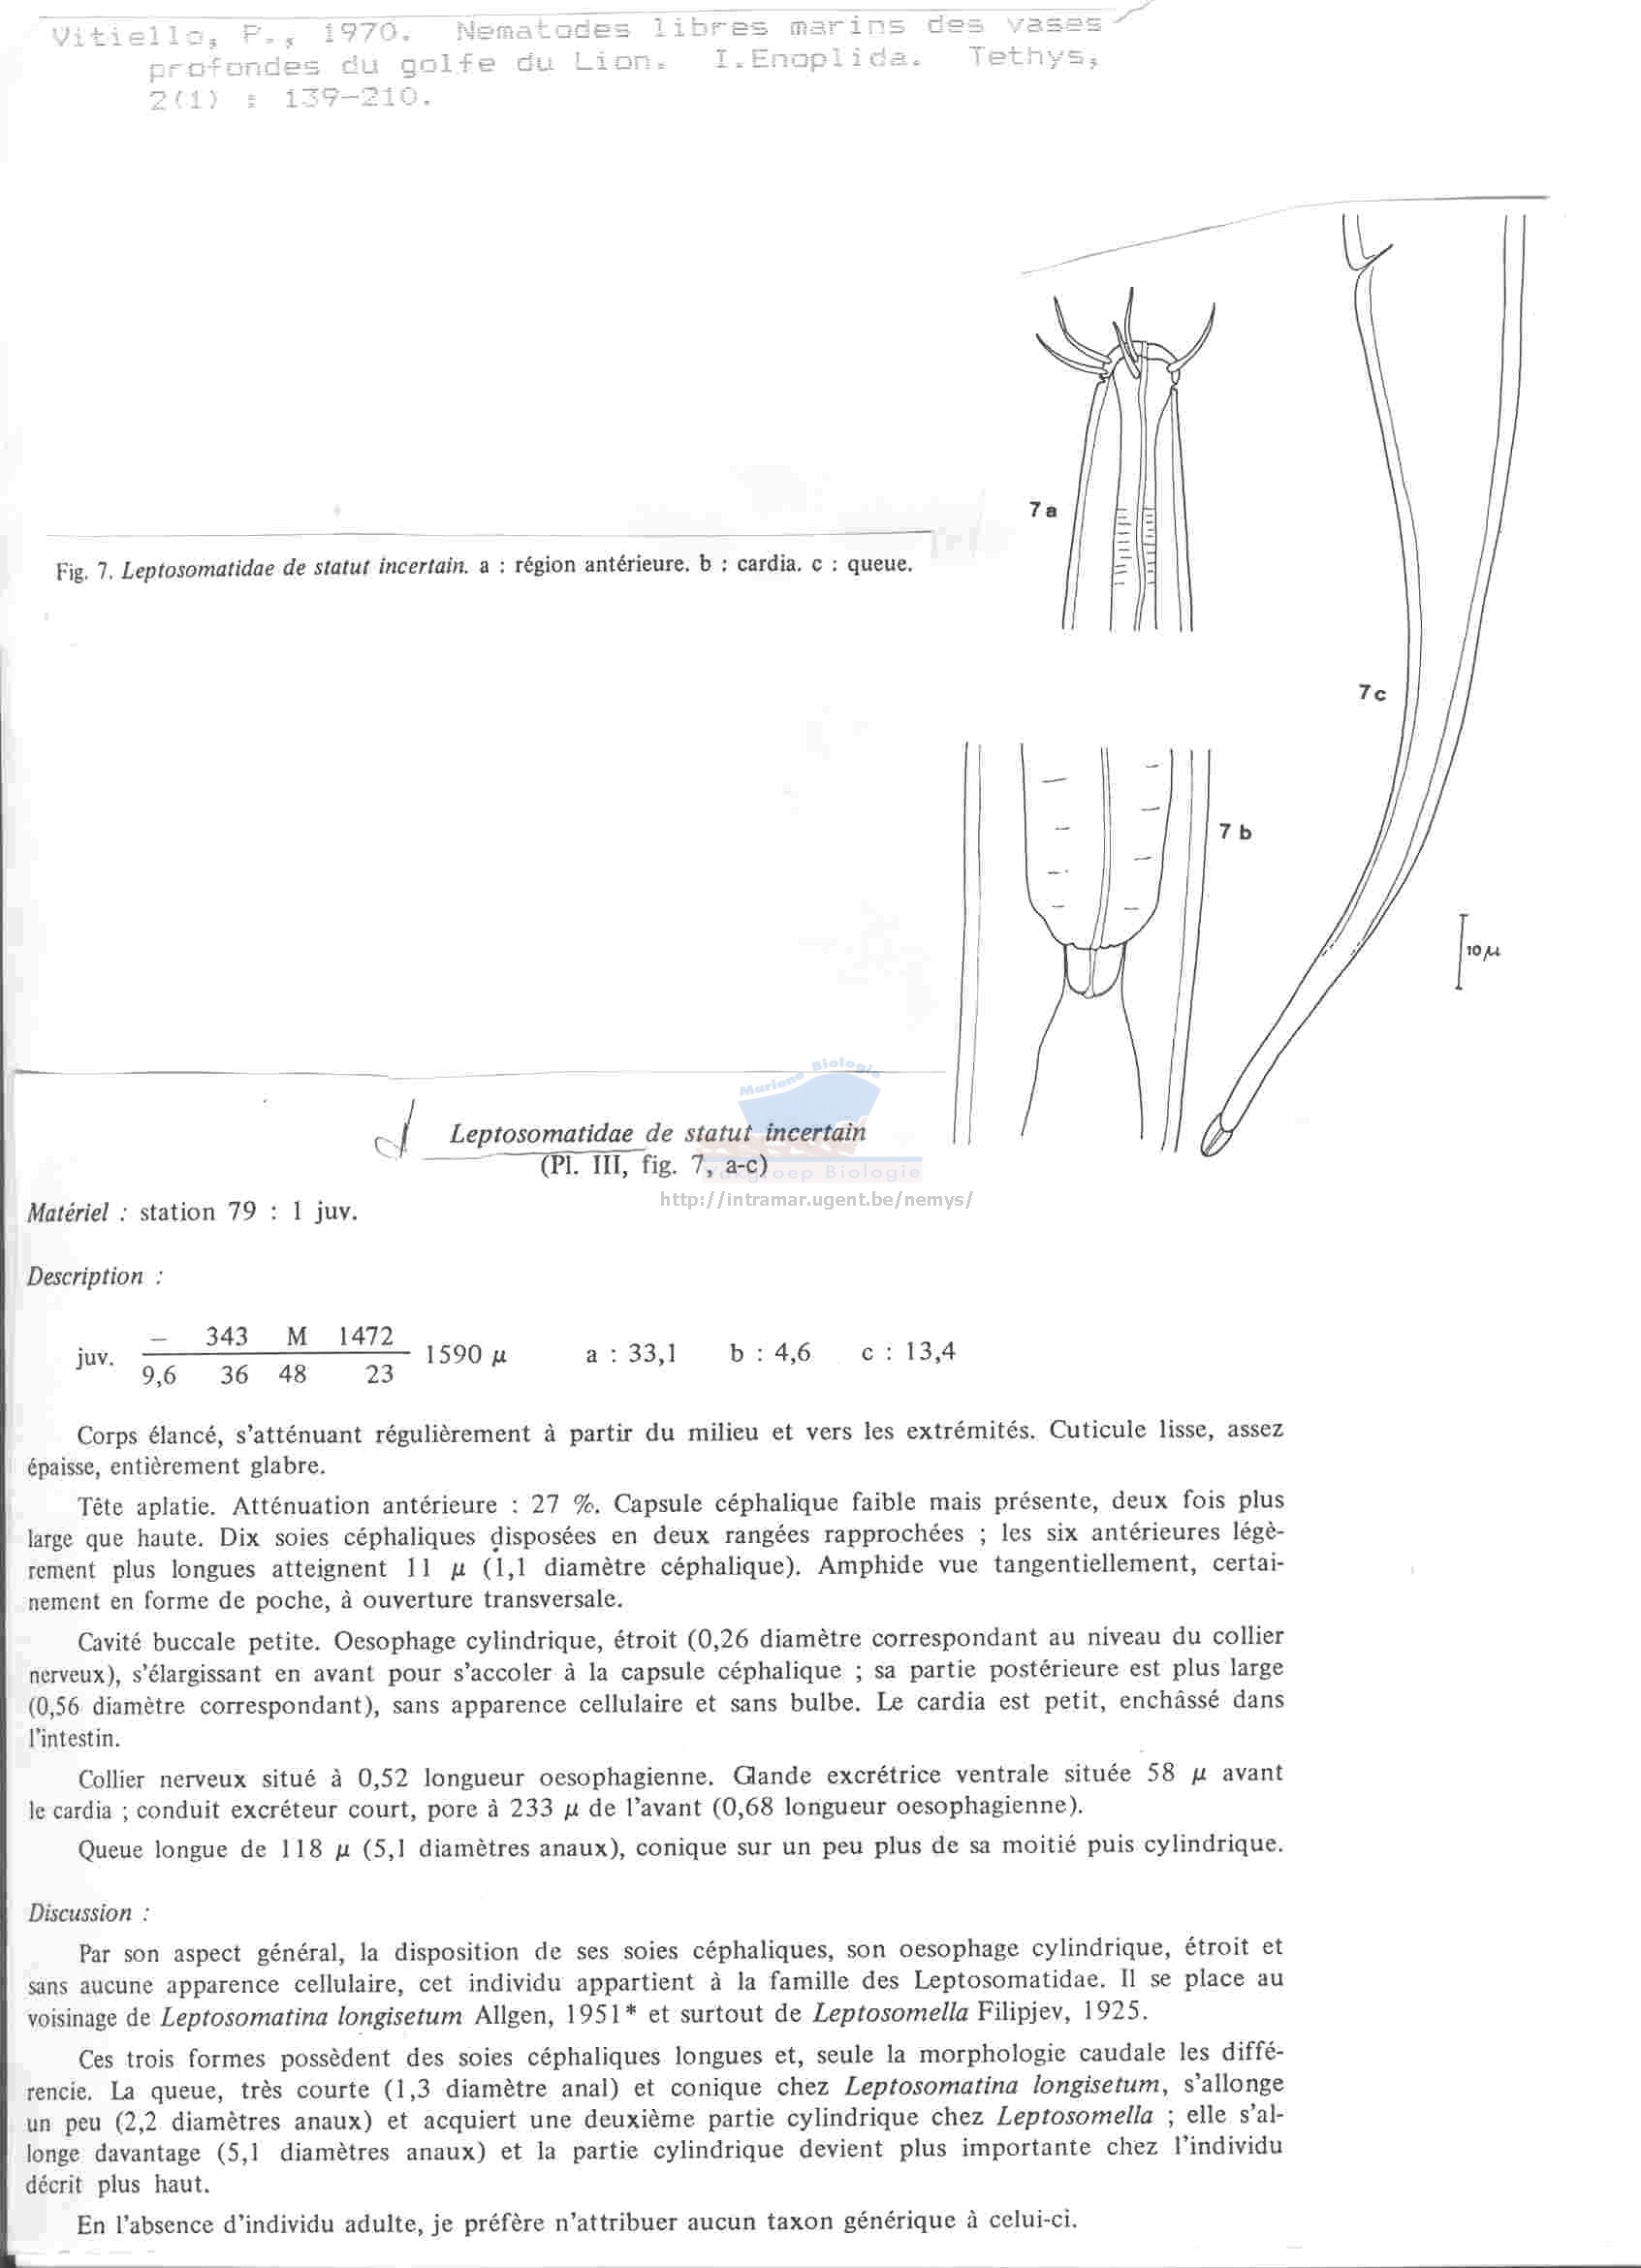 Vitiello, P., 1970. Nematodes libres marins des vases
profondes du golfe du Lion. I.Enoplida. Tethys,
2(1) : 139-210.
7a
Fig. 7. Leptosomatidae de statut incertain. a : région antérieure. b : cardia. c : queue.
7c
7 b
10 µ
Mariene Biologie
Leptosomatidae de statut incertain
(Pl. III, fig. 7, a-c)
Vakgroep Biologie
http://intramar.ugent.be/nemys/
Matériel : station 79 : 1 juv.
Description :
— 343 M 1472
juv. 1590 µ a : 33,1 b : 4,6 c : 13,4
9,6 36 48 23
Corps élancé, s'atténuant régulièrement à partir du milieu et vers les extrémités. Cuticule lisse, assez
épaisse, entièrement glabre.
Tête aplatie. Atténuation antérieure : 27 %. Capsule céphalique faible mais présente, deux fois plus
large que haute. Dix soies céphaliques disposées en deux rangées rapprochées ; les six antérieures légè-
rement plus longues atteignent 11 µ (1,1 diamètre céphalique). Amphide vue tangentiellement, certai-
nement en forme de poche, à ouverture transversale.
Cavité buccale petite. Oesophage cylindrique, étroit (0,26 diamètre correspondant au niveau du collier
nerveux), s'élargissant en avant pour s'accoler à la capsule céphalique ; sa partie postérieure est plus large
(0,56 diamètre correspondant), sans apparence cellulaire et sans bulbe. Le cardia est petit, enchâssé dans
l'intestin.
Collier nerveux situé à 0,52 longueur oesophagienne. Glande excrétrice ventrale située 58 µ avant
le cardia ; conduit excréteur court, pore à 233 µ de l'avant (0,68 longueur oesophagienne).
Queue longue de 118 µ (5,1 diamètres anaux), conique sur un peu plus de sa moitié puis cylindrique.
Discussion :
Par son aspect général, la disposition de ses soies céphaliques, son oesophage cylindrique, étroit et
sans aucune apparence cellulaire, cet individu appartient à la famille des Leptosomatidae. Il se place au
voisinage de Leptosomatina longisetum Allgen, 1951* et surtout de Leptosomella Filipjev, 1925.
Ces trois formes possèdent des soies céphaliques longues et, seule la morphologie caudale les diffé-
rencie. La queue, très courte (1,3 diamètre anal) et conique chez Leptosomatina longisetum, s'allonge
un peu (2,2 diamètres anaux) et acquiert une deuxième partie cylindrique chez Leptosomella ; elle s'al-
longe davantage (5,1 diamètres anaux) et la partie cylindrique devient plus importante chez l'individu
décrit plus haut.
En l'absence d'individu adulte, je préfère n'attribuer aucun taxon générique à celui-ci.